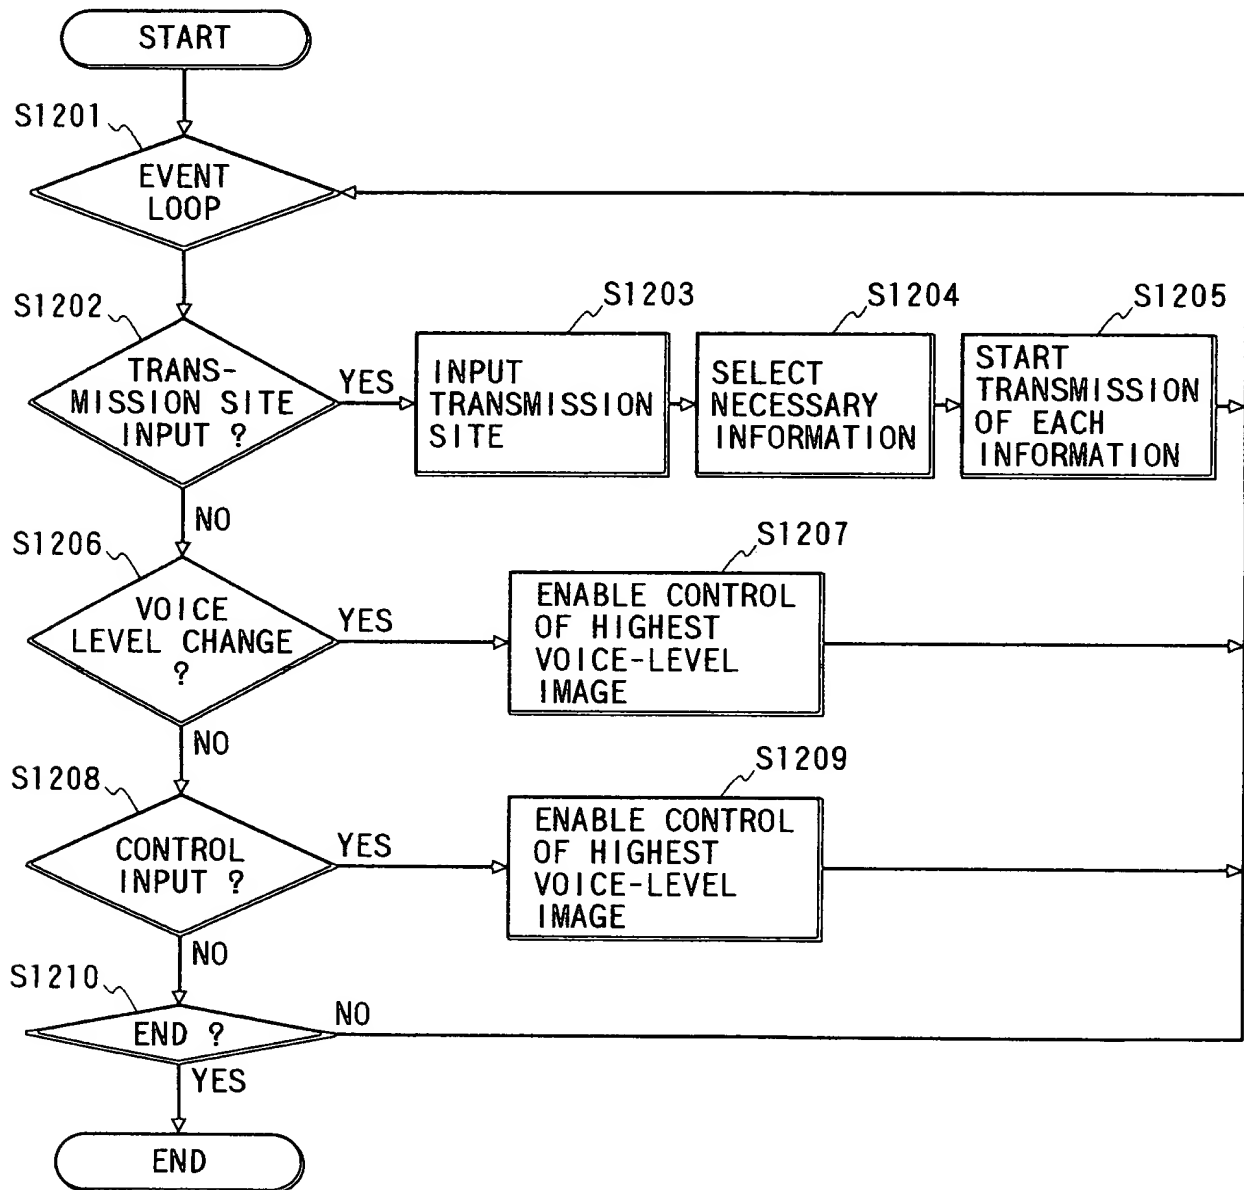 START
S1201
EVENT
LOOP
S1202
TRANS-
MISSION SITE
INPUT ?
YES
S1203
INPUT
TRANSMISSION
SITE
S1204
SELECT
NECESSARY
INFORMATION
S1205
START
TRANSMISSION
OF EACH
INFORMATION
NO
S1206
VOICE
LEVEL CHANGE
?
YES
S1207
ENABLE CONTROL
OF HIGHEST
VOICE-LEVEL
IMAGE
NO
S1208
CONTROL
INPUT ?
YES
S1209
ENABLE CONTROL
OF HIGHEST
VOICE-LEVEL
IMAGE
NO
S1210
END ?
NO
YES
END